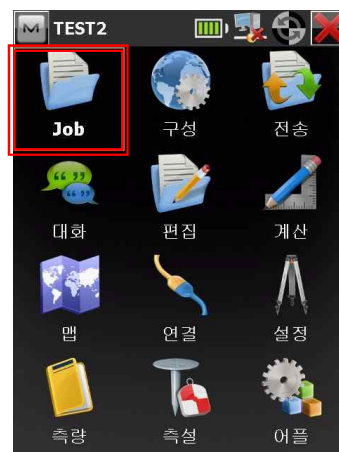 TEST2
Job 구성 전송
대화 편집 계산
맵 연결 설정
측량 측설 어플